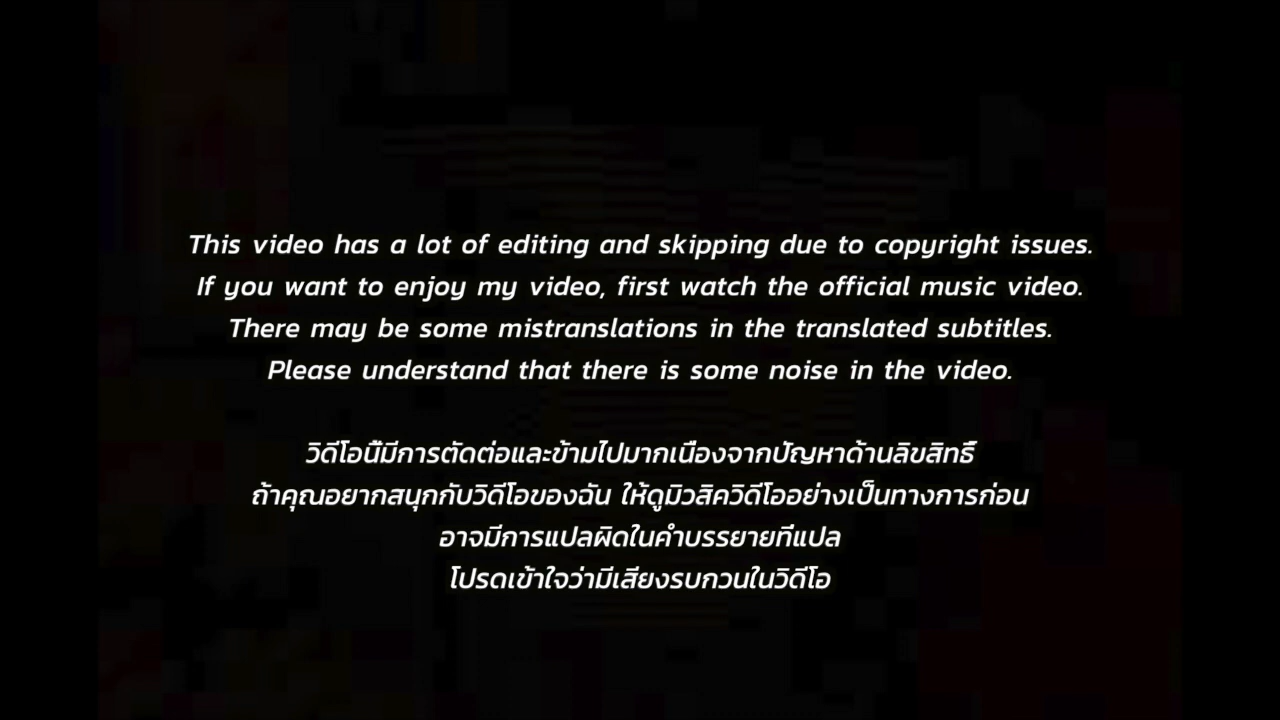 This video has a lot of editing and skipping due to copyright issues.
If you want to enjoy my video, first watch the official music video.
There may be some mistranslations in the translated subtitles.
Please understand that there is some noise in the video.
วิดีโอนี้มีการตัดต่อและข้ามไปมากเนื่องจากปัญหาด้านลิขสิทธิ์
ถ้าคุณอยากสนุกกับวิดีโอของฉัน ให้ดูมิวสิควิดีโออย่างเป็นทางการก่อน
อาจมีการแปลผิดในคำบรรยายที่แปล
โปรดเข้าใจว่ามีเสียงรบกวนในวิดีโอ